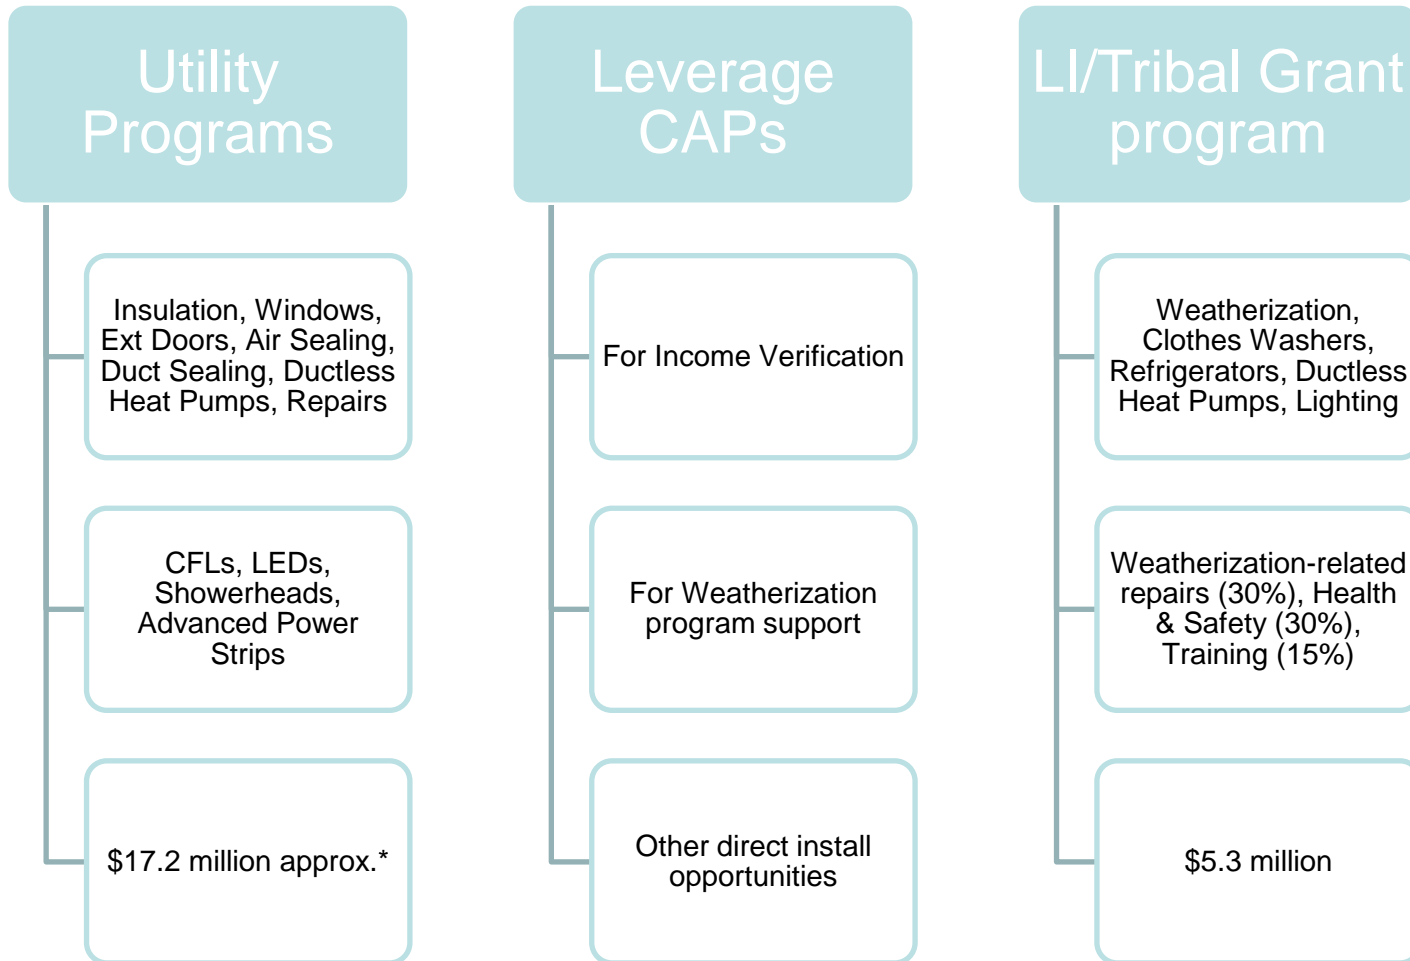 Utility
Programs
Insulation, Windows,
Ext Doors, Air Sealing,
Duct Sealing, Ductless
Heat Pumps, Repairs
CFLs, LEDs,
Showerheads,
Advanced Power
Strips
$17.2 million approx.*
Leverage
CAPs
For Income Verification
For Weatherization
program support
Other direct install
opportunities
LI/Tribal Grant
program
Weatherization,
Clothes Washers,
Refrigerators, Ductless
Heat Pumps, Lighting
Weatherization-related
repairs (30%), Health
& Safety (30%),
Training (15%)
$5.3 million